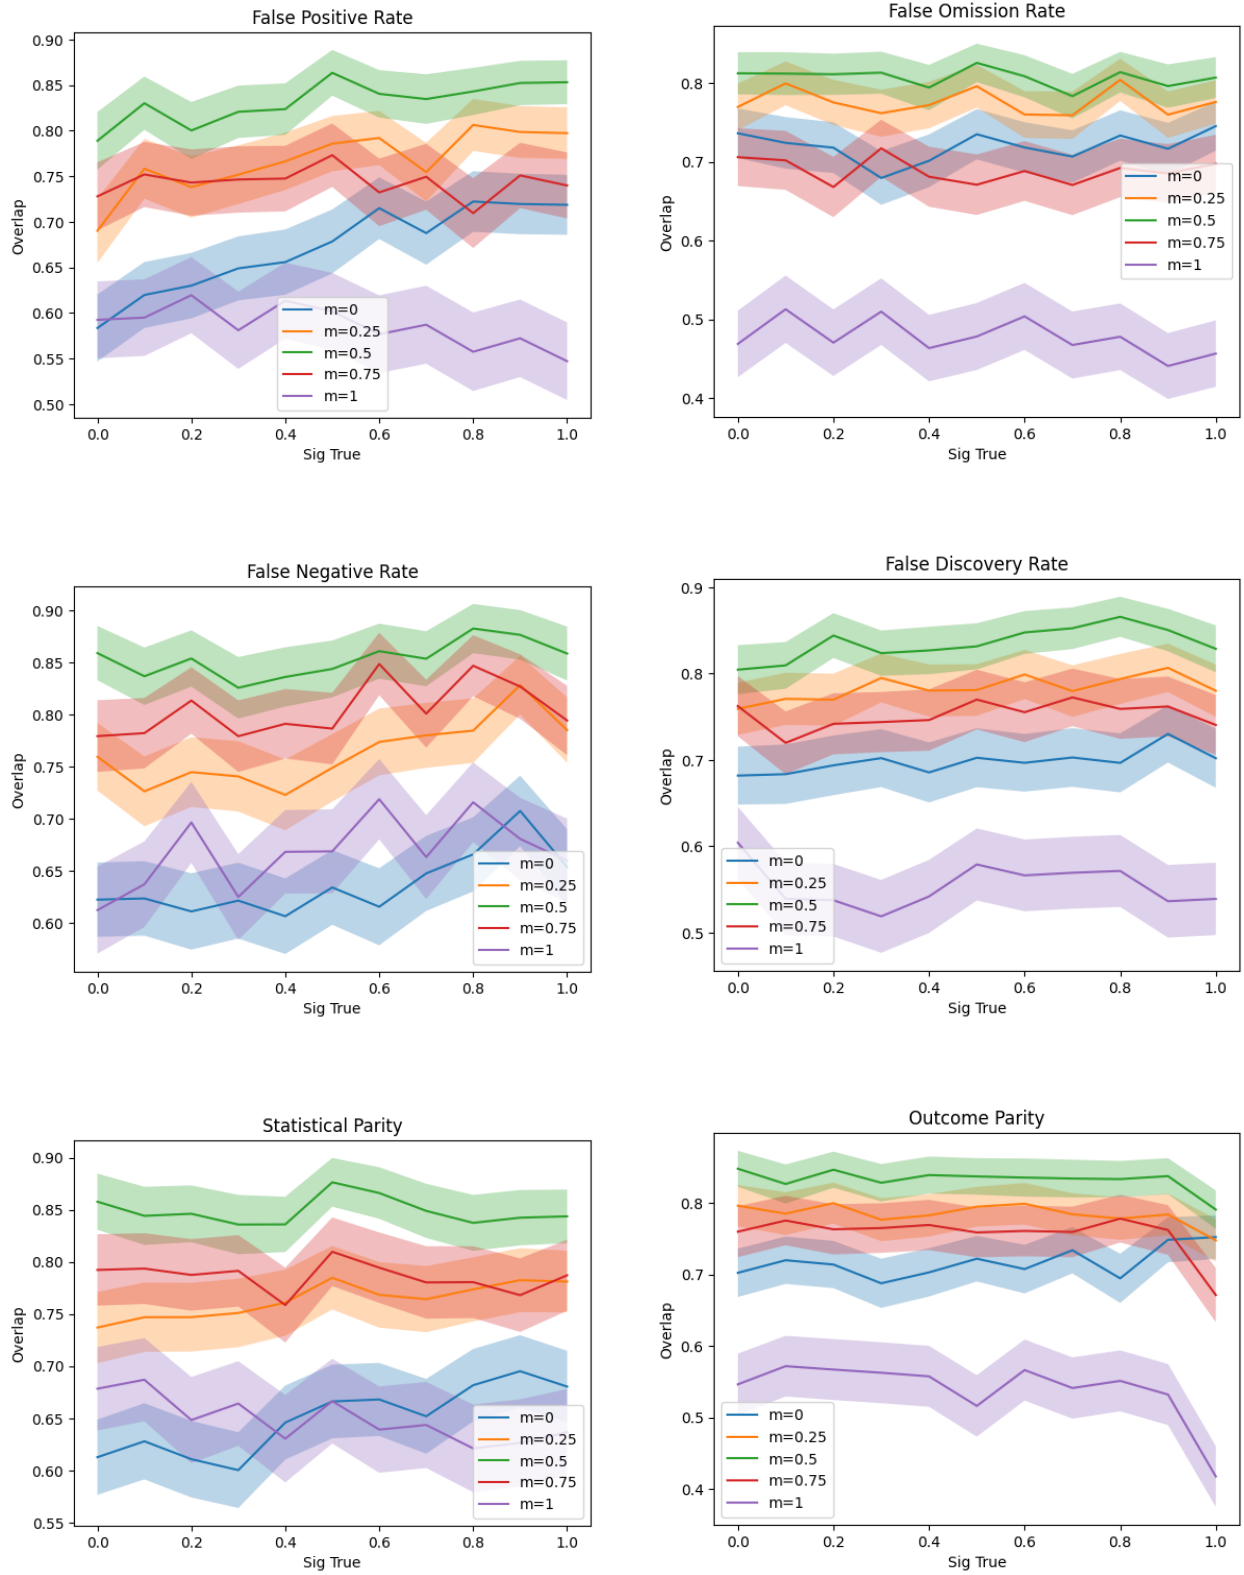 False Positive Rate
0.90
0.85
0.80
0.75
0.70
0.65
0.60
0.55
0.50
Overlap
m=0
m=0.25
m=0.5
m=0.75
m=1
0.0 0.2 0.4 0.6 0.8 1.0
Sig True
False Omission Rate
0.8
0.7
0.6
0.5
0.4
Overlap
m=0
m=0.25
m=0.5
m=0.75
m=1
0.0 0.2 0.4 0.6 0.8 1.0
Sig True
False Negative Rate
0.90
0.85
0.80
0.75
0.70
0.65
0.60
Overlap
m=0
m=0.25
m=0.5
m=0.75
m=1
0.0 0.2 0.4 0.6 0.8 1.0
Sig True
False Discovery Rate
0.9
0.8
0.7
0.6
0.5
Overlap
m=0
m=0.25
m=0.5
m=0.75
m=1
0.0 0.2 0.4 0.6 0.8 1.0
Sig True
Statistical Parity
0.90
0.85
0.80
0.75
0.70
0.65
0.60
0.55
Overlap
m=0
m=0.25
m=0.5
m=0.75
m=1
0.0 0.2 0.4 0.6 0.8 1.0
Sig True
Outcome Parity
0.8
0.7
0.6
0.5
0.4
Overlap
m=0
m=0.25
m=0.5
m=0.75
m=1
0.0 0.2 0.4 0.6 0.8 1.0
Sig True